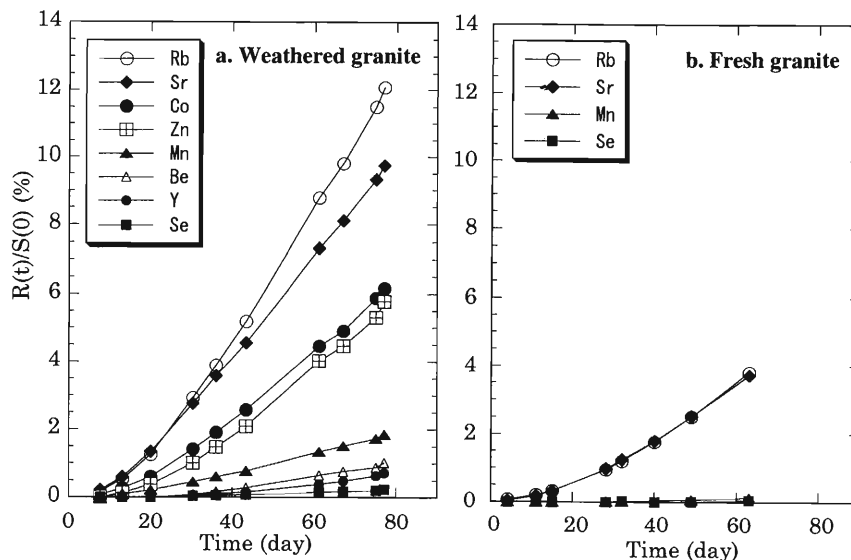 a. Weathered granite
Rb
Sr
Co
Zn
Mn
Be
Y
Se
R(t)/S(0) (%)
14
12
10
8
6
4
2
0
0 20 40 60 80
Time (day)
b. Fresh granite
Rb
Sr
Mn
Se
14
12
10
8
6
4
2
0
0 20 40 60 80
Time (day)